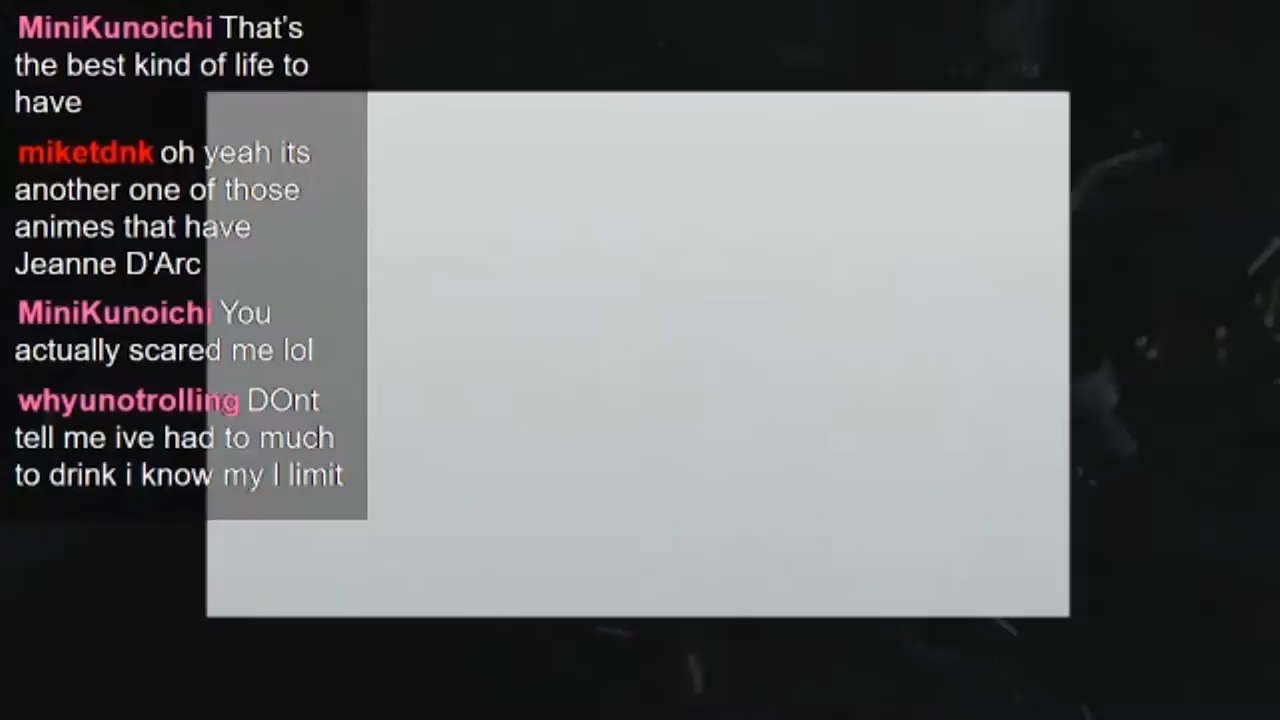 MiniKunoichi That's
the best kind of life to
have
miketdnk oh yeah its
another one of those
animes that have
Jeanne D'Arc
MiniKunoichi You
actually scared me lol
whyunotrolling DOnt
tell me ive had to much
to drink i know my l limit